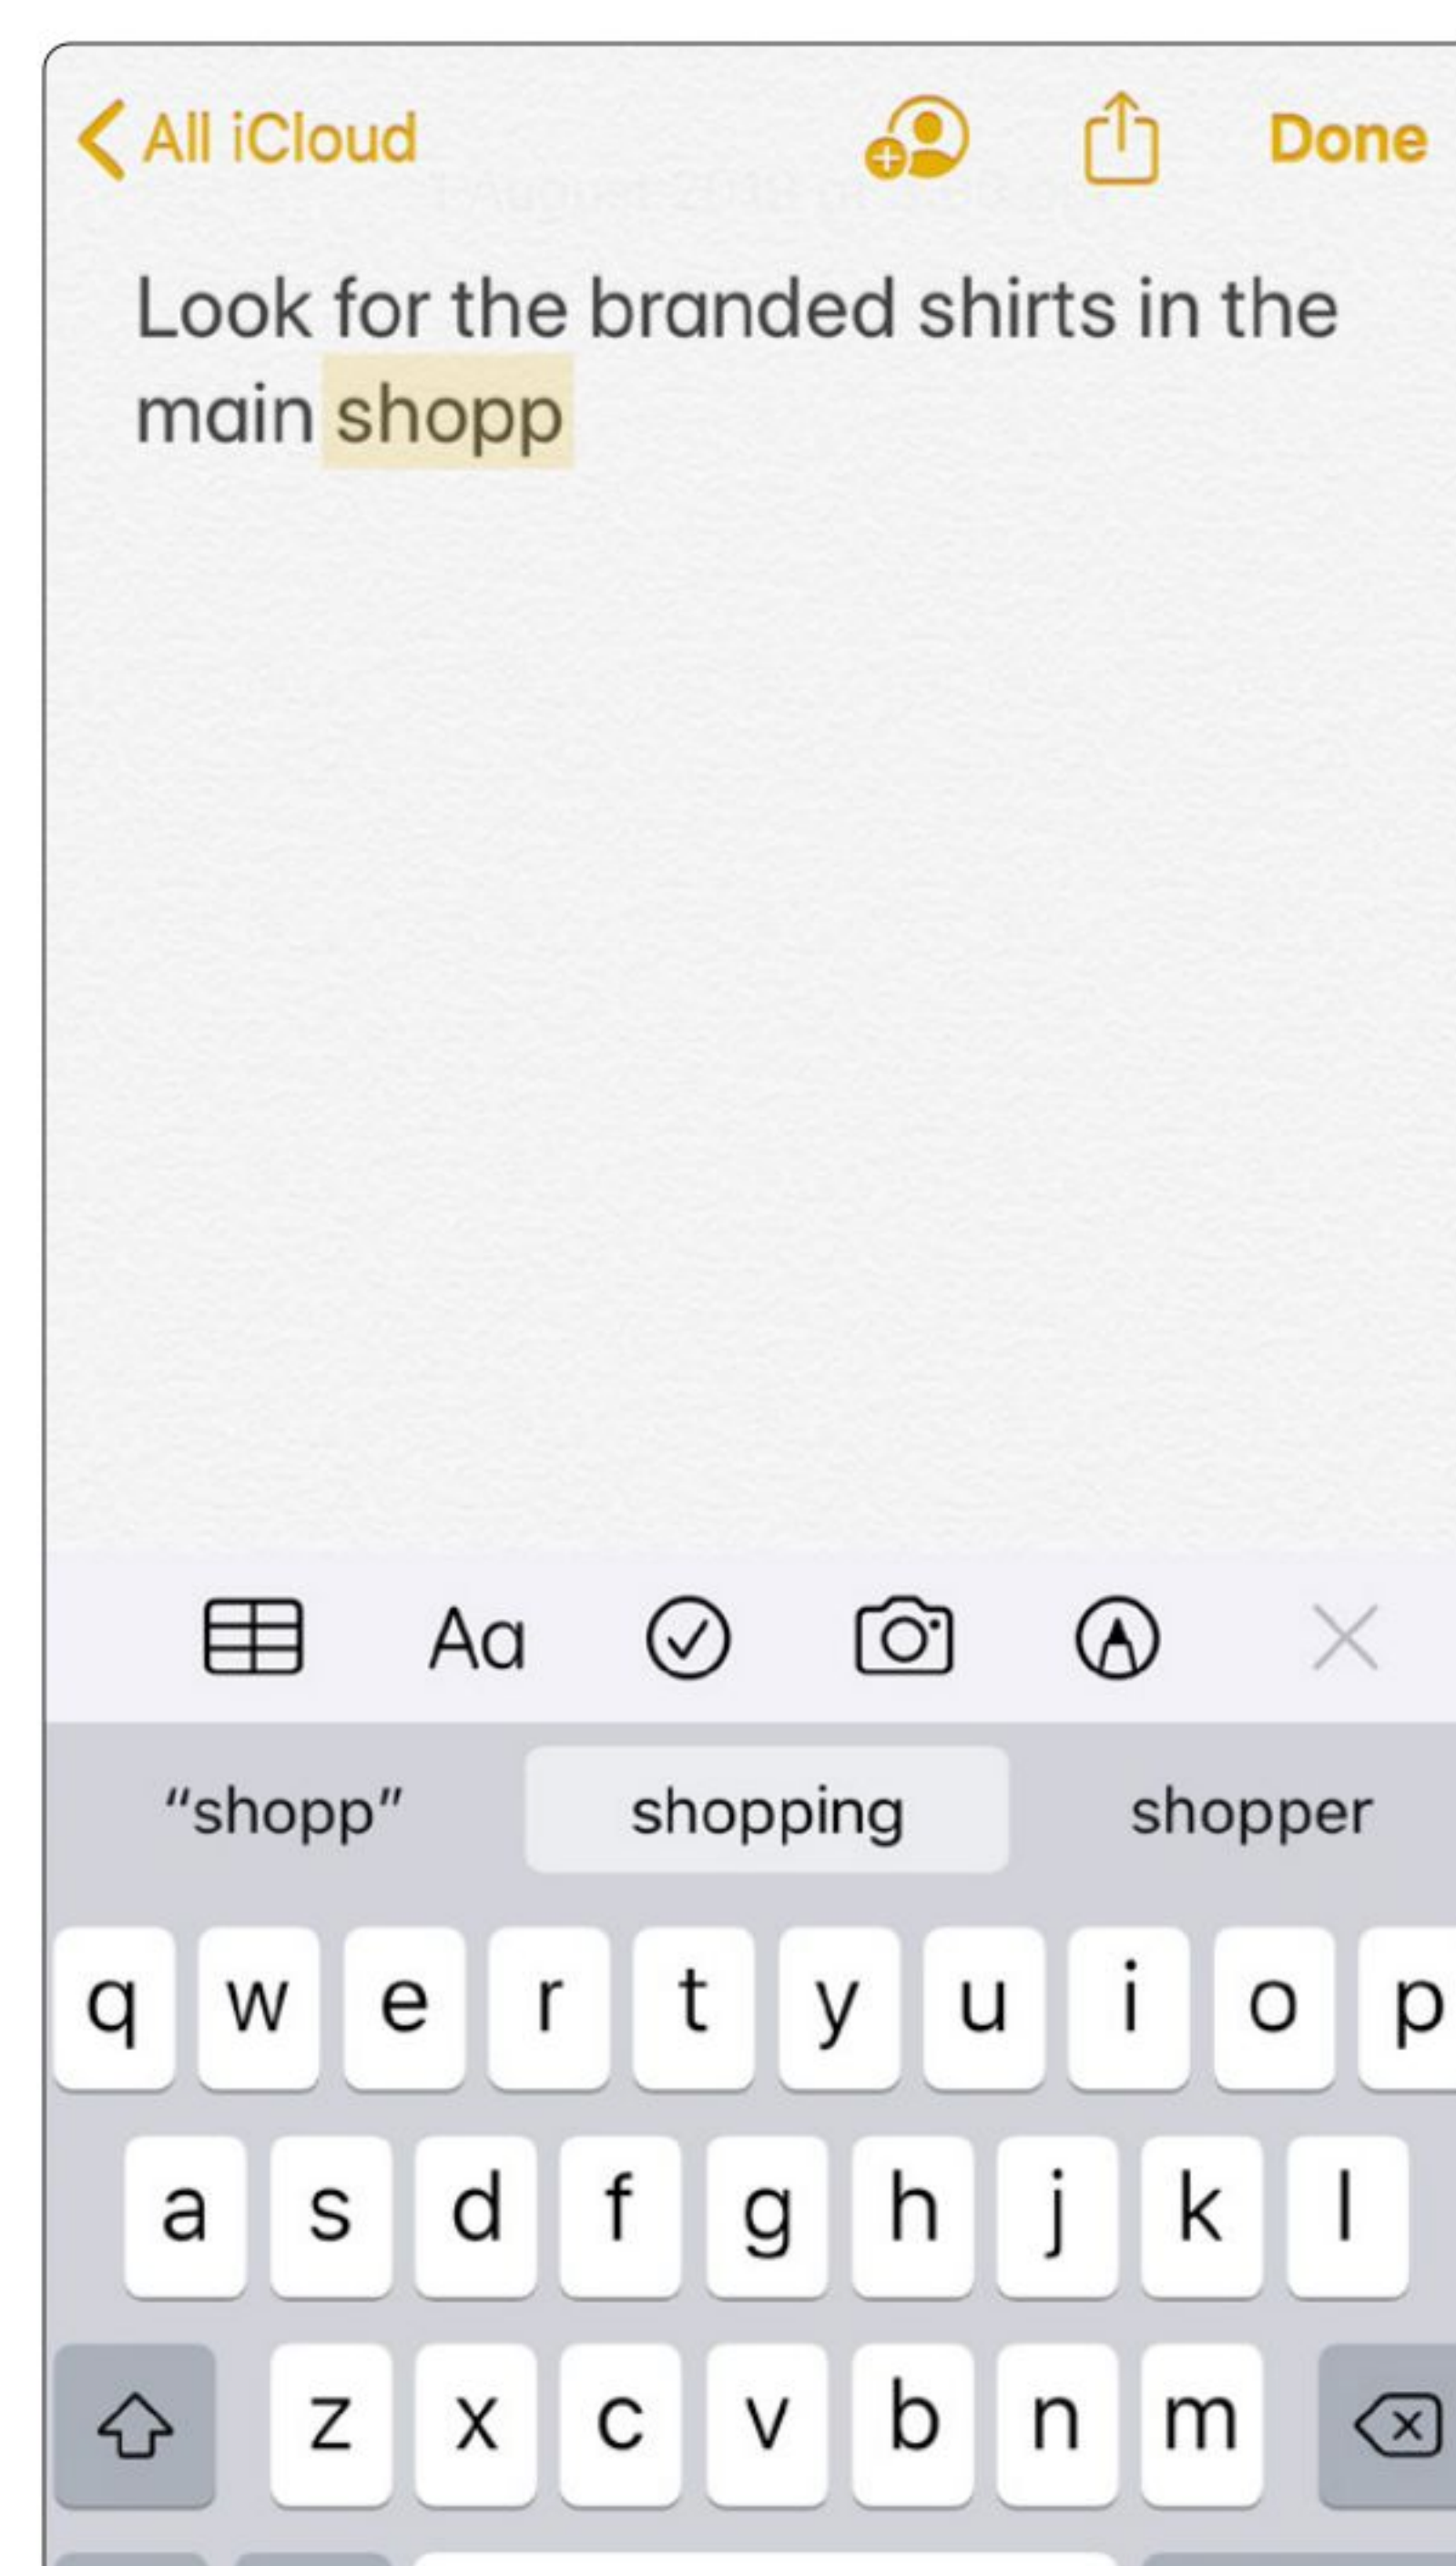 All iCloud
Done
Look for the branded shirts in the
main shopp
Aa
“shopp” shopping shopper
q w e r t y u i o p
a s d f g h j k l
z x c v b n m